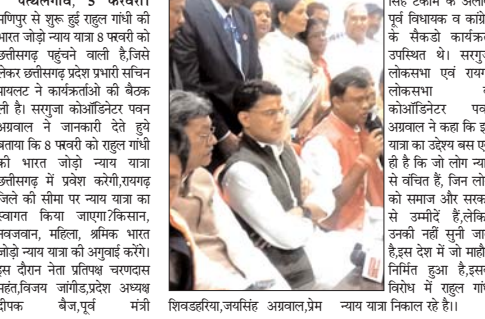 पत्थलगांव, 5 फरवरी।
मणिपुर से शुरू हुई राहुल गांधी की
भारत जोड़ो न्याय यात्रा 8 फरवरी को
छत्तीसगढ़ पहुंचने वाली है,जिसे
लेकर छत्तीसगढ़ प्रदेश प्रभारी सचिन
पायलट ने कार्यकर्ताओ की बैठक
ली है। सरगुजा कोऑडिनेटर पवन
अग्रवाल ने जानकारी देते हुये
बताया कि 8 फरवरी को राहुल गांधी
की भारत जोड़ो न्याय यात्रा
छत्तीसगढ़ में प्रवेश करेगी,रायगढ़
जिले की सीमा पर न्याय यात्रा का
स्वागत किया जाएगा?किसान,
नवजवान, महिला, श्रमिक भारत
जोड़ो न्याय यात्रा की अगुवाई करेंगे।
इस दौरान नेता प्रतिपक्ष चरणदास
महंत,विजय जांगीड,प्रदेश अध्यक्ष
दीपक बैज,पूर्व मंत्री
शिवडहरिया,जयसिंह अग्रवाल,प्रेम
सिंह टेकाम के अला
पूर्व विधायक व कांग्रे
के सैकडो कार्यकर्त
उपस्थित थे। सरगु
लोकसभा एवं रायग
लोकसभा
कोऑडिनेटर पव
अग्रवाल ने कहा कि इ
यात्रा का उद्देश्य बस ए
ही है कि जो लोग न्या
से वंचित हैं, जिन लो
को समाज और सरका
से उम्मीदें हैं,लेकि
उनकी नहीं सुनी जा
है,इस देश में जो माहौ
निर्मित हुआ है,इस
विरोध में राहुल गां
न्याय यात्रा निकाल रहे है।।